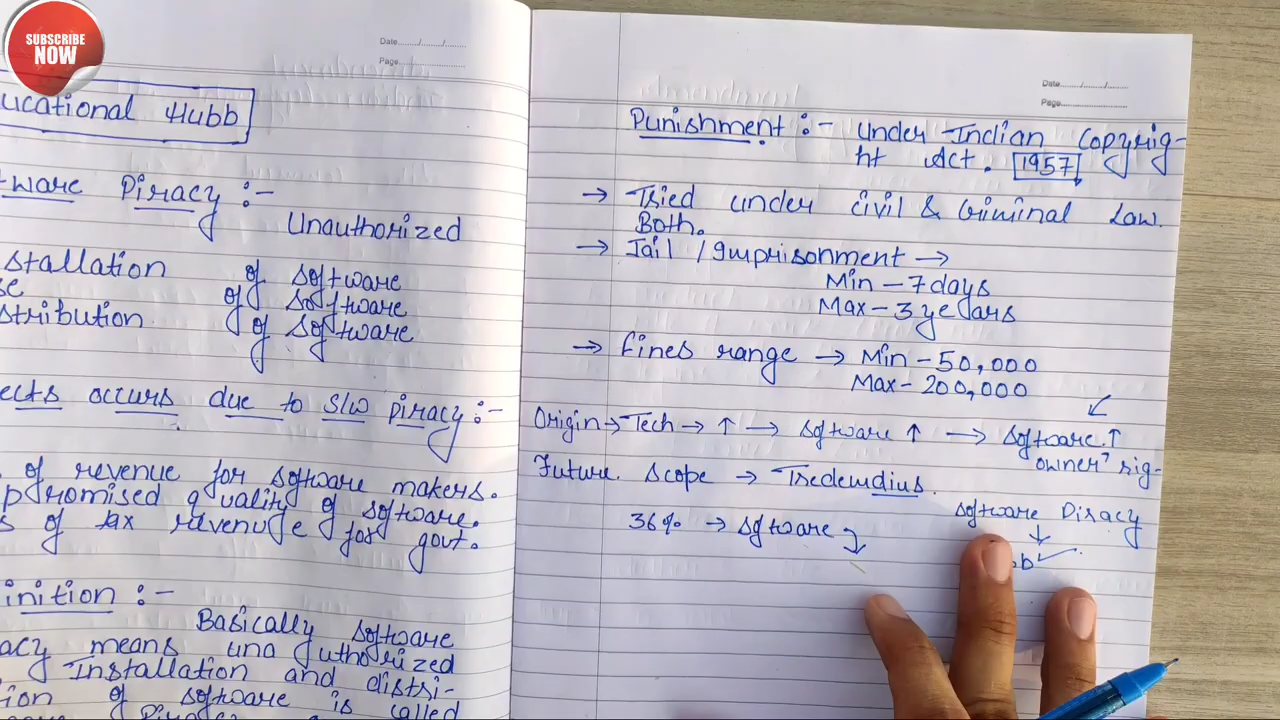 SUBSCRIBE
NOW
Date......../......../........
Page........................
ucational Hubb
tware Piracy :-
Unauthorized
stallation of software
se of software
stribution of software
ects occurs due to S/W piracy :-
of revenue for software makers.
promised quality of software.
s of tax revenue for govt.
inition :-
Basically software
acy means unauthorized
Installation and distri-
ion of software is called
Date......../......../........
Page........................
Punishment :- Under Indian Copyrig-
ht Act. 1957
→ Tried under civil & Criminal Law.
Both.
→ Jail / Imprisonment →
Min - 7 days
Max - 3 years
→ fines range → Min - 50,000
Max - 200,000
Origin → Tech → ↑ → Software ↑ → Software ↑
owner' rig-
Future Scope → Tredemdius.
Software Piracy
36% → Software